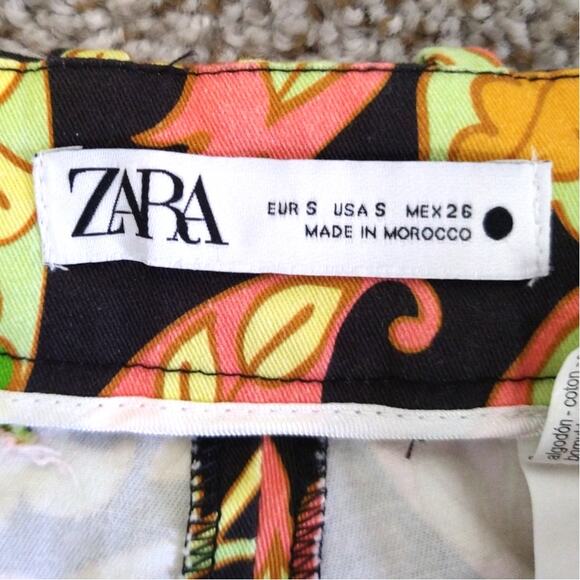 ZARA
EUR S USA S MEX 26
MADE IN MOROCCO
algodón - coton -